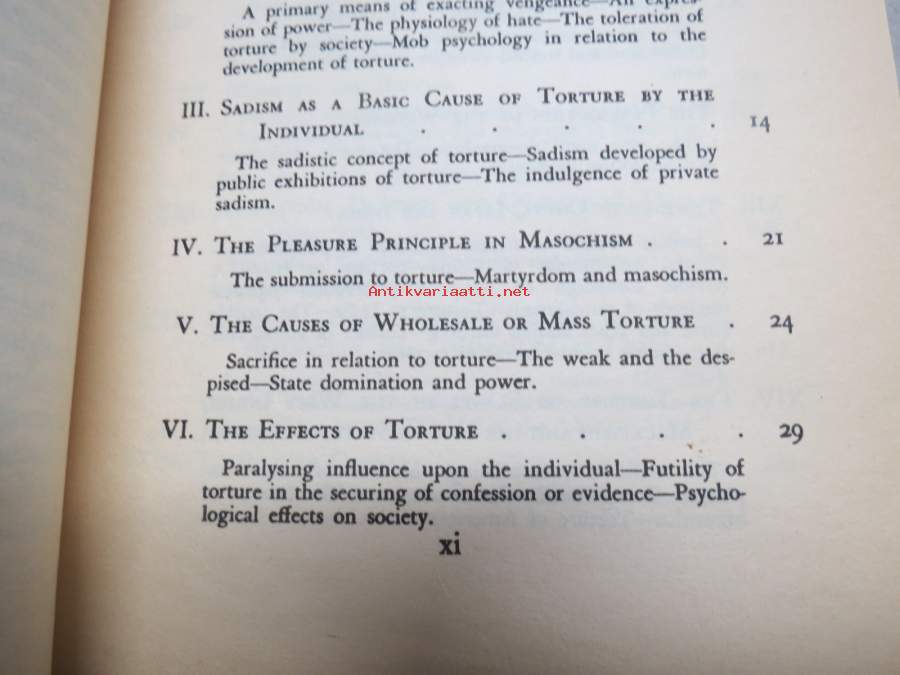 A primary means of exacting vengeance—An expres-
sion of power—The physiology of hate—The toleration of
torture by society—Mob psychology in relation to the
development of torture.
III. Sadism as a Basic Cause of Torture by the
Individual . . . . . 14
The sadistic concept of torture—Sadism developed by
public exhibitions of torture—The indulgence of private
sadism.
IV. The Pleasure Principle in Masochism . . 21
The submission to torture—Martyrdom and masochism.
Antikvariaatti.net
V. The Causes of Wholesale or Mass Torture . 24
Sacrifice in relation to torture—The weak and the des-
pised—State domination and power.
VI. The Effects of Torture . . . . 29
Paralysing influence upon the individual—Futility of
torture in the securing of confession or evidence—Psycho-
logical effects on society.
xi